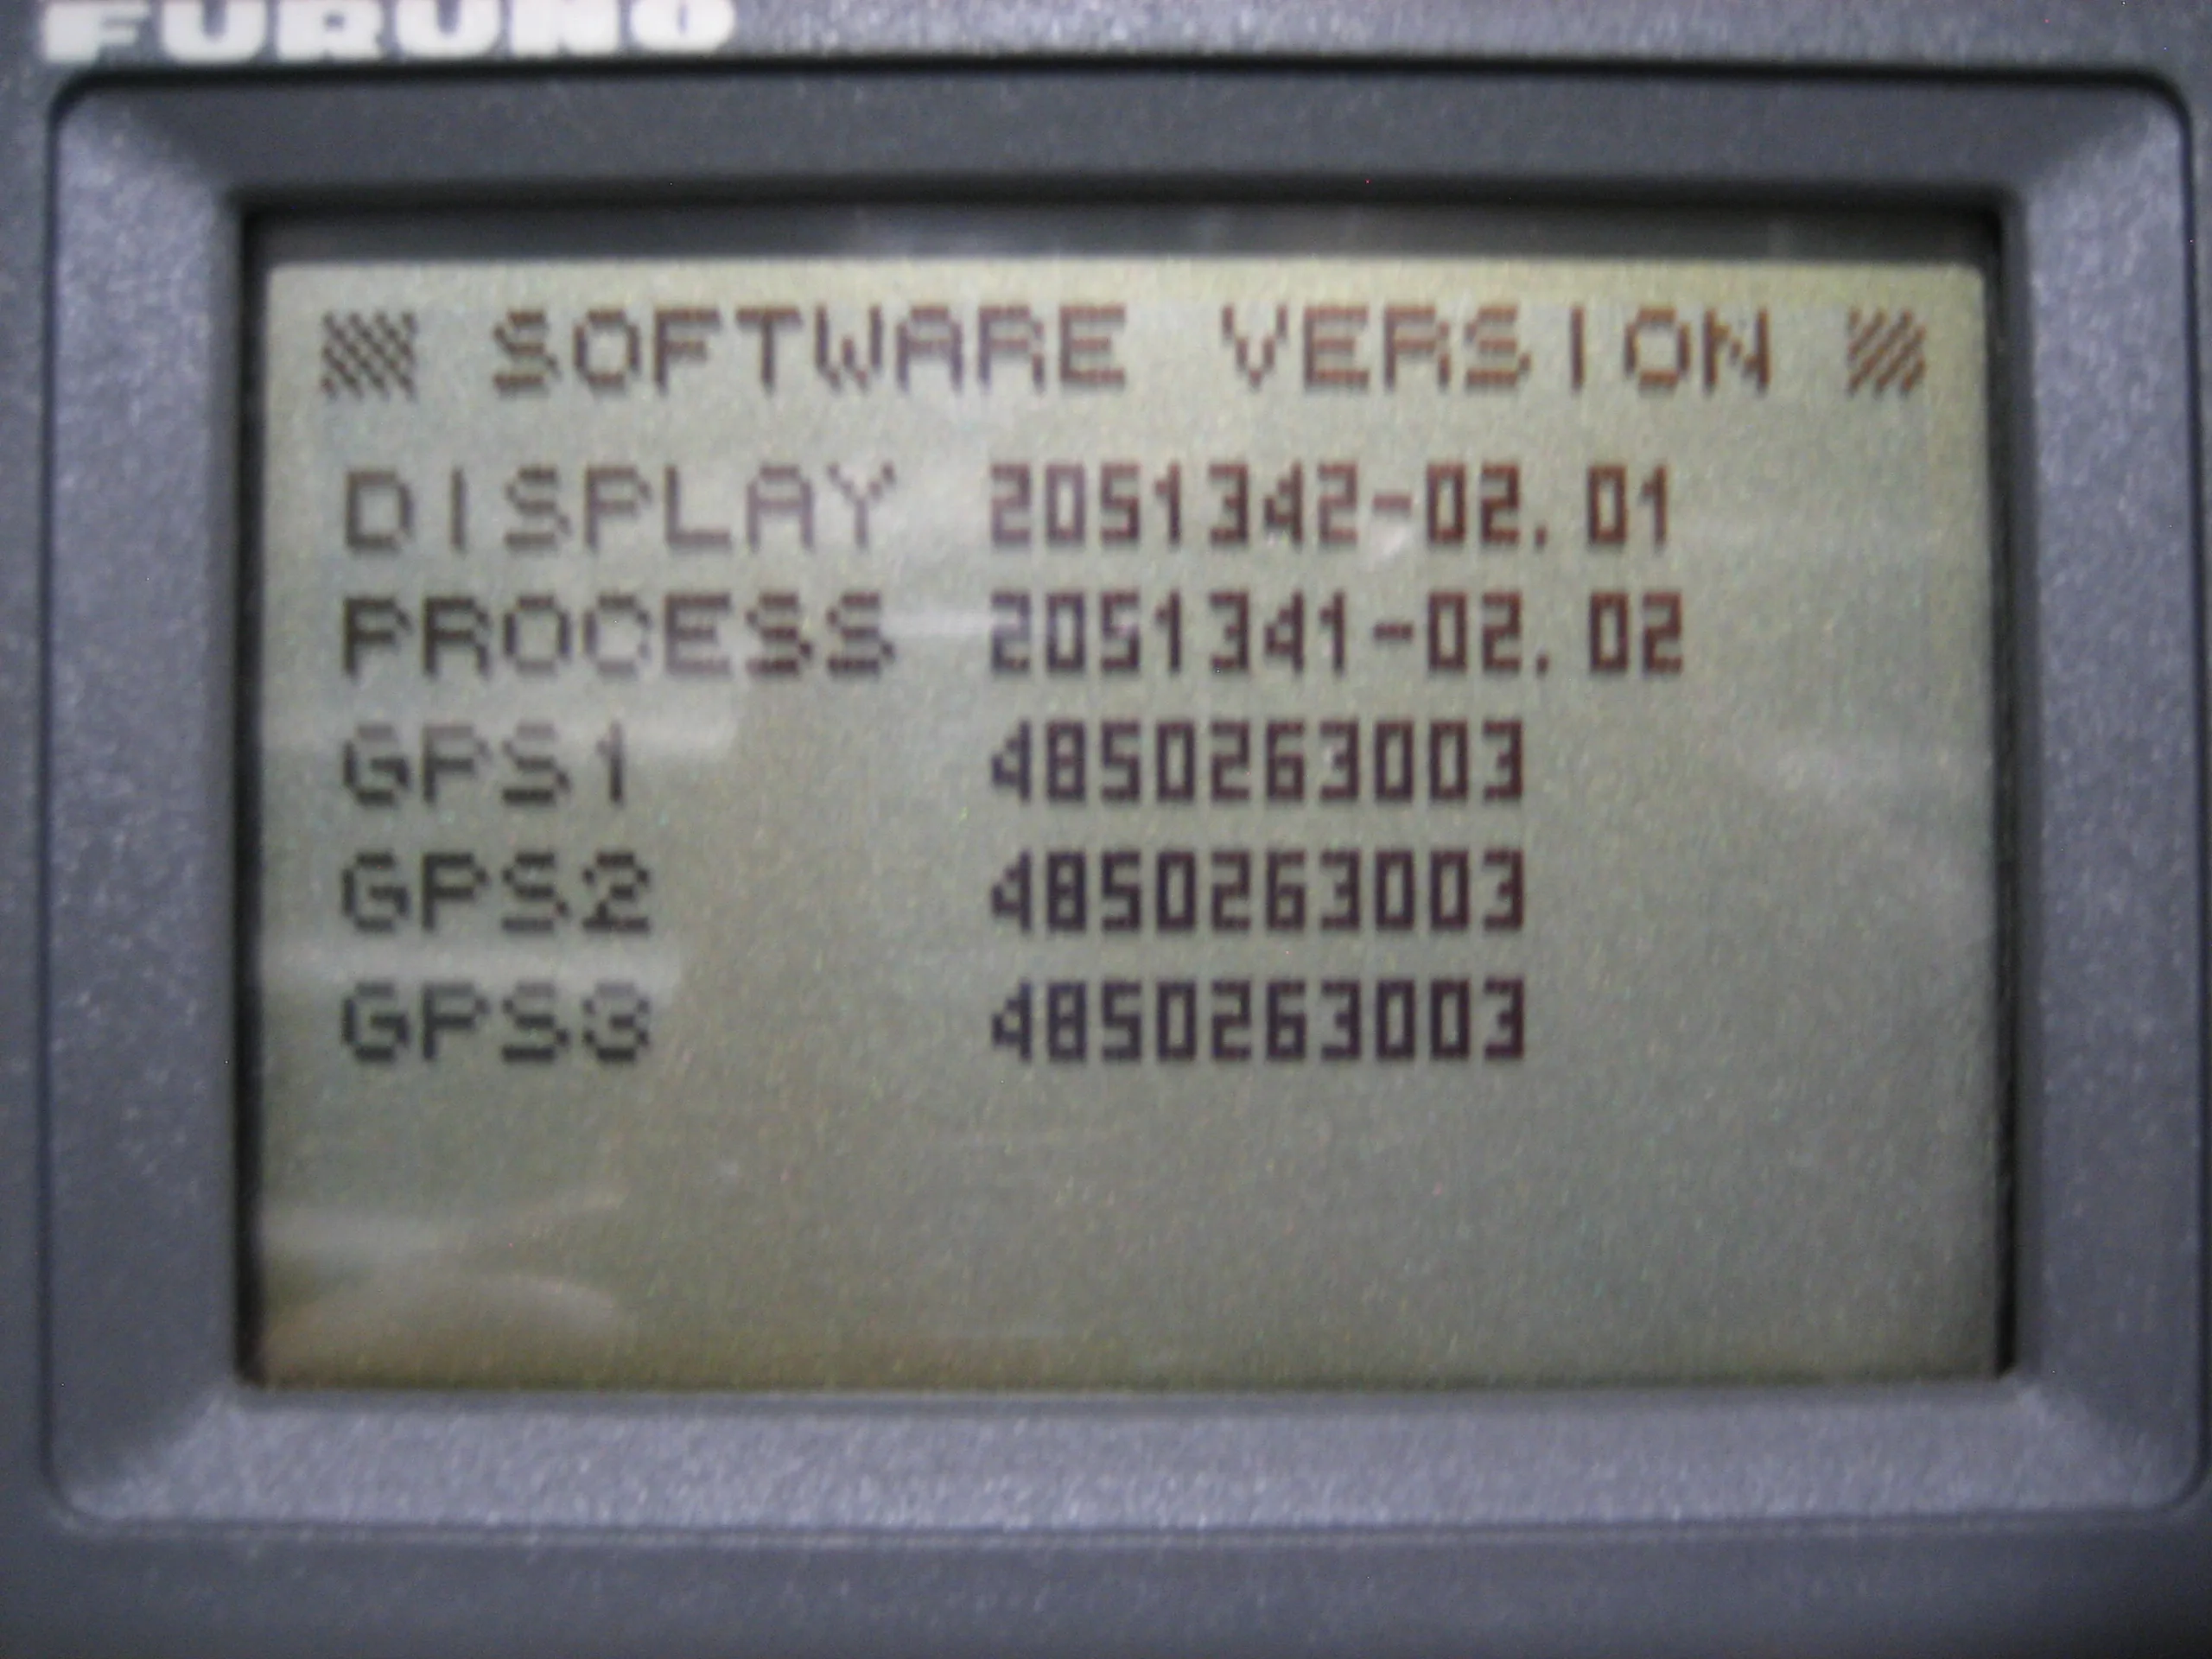 FURUNO
SOFTWARE VERSION
DISPLAY 2051342-02.01
PROCESS 2051341-02.02
GPS1 4850263003
GPS2 4850263003
GPS3 4850263003